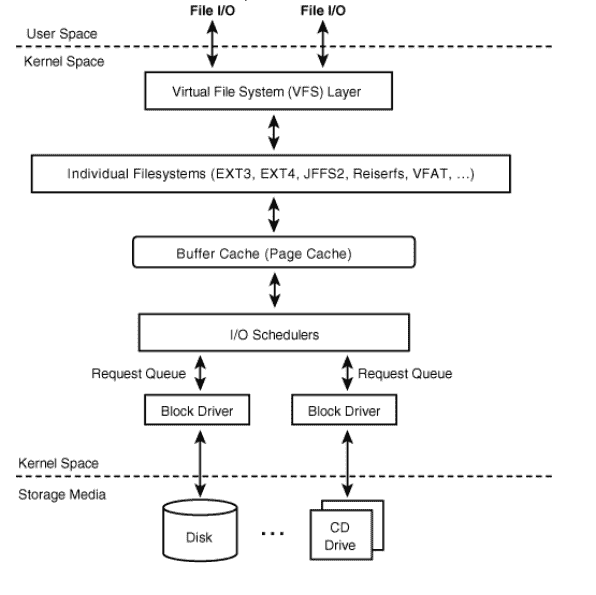 File I/O File I/O
User Space
Kernel Space
Virtual File System (VFS) Layer
Individual Filesystems (EXT3, EXT4, JFFS2, Reiserfs, VFAT, ...)
Buffer Cache (Page Cache)
I/O Schedulers
Request Queue Request Queue
Block Driver Block Driver
Kernel Space
Storage Media
Disk
...
CD
Drive